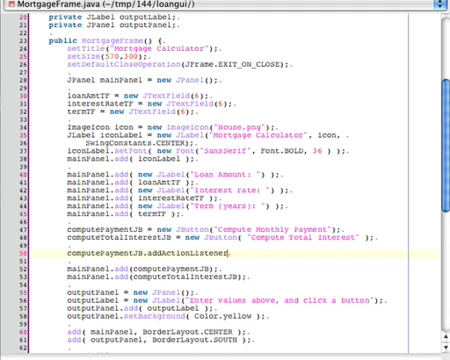 MortgageFrame.java (~/tmp/144/loangui/)
20 private JLabel outputLabel;
21 private JPanel outputPanel;
22
23 public MortgageFrame() {
24 setTitle("Mortgage Calculator");
25 setSize(570,300);
26 setDefaultCloseOperation(JFrame.EXIT_ON_CLOSE);
27
28 JPanel mainPanel = new JPanel();
29
30 loanAmtTF = new JTextField(6);
31 interestRateTF = new JTextField(6);
32 termTF = new JTextField(6);
33
34 ImageIcon icon = new ImageIcon("House.png");
35 JLabel iconLabel = new JLabel("Mortgage Calculator", icon,
36 SwingConstants.CENTER);
37 iconLabel.setFont( new Font("SansSerif", Font.BOLD, 36 ) );
38 mainPanel.add( iconLabel );
39
40 mainPanel.add( new JLabel("Loan Amount: ") );
41 mainPanel.add( loanAmtTF );
42 mainPanel.add( new JLabel("Interest rate: ") );
43 mainPanel.add( interestRateTF );
44 mainPanel.add( new JLabel("Term (years): ") );
45 mainPanel.add( termTF );
46
47 computePaymentJB = new JButton("Compute Monthly Payment");
48 computeTotalInterestJB = new JButton( "Compute Total Interest" );
49
50 computePaymentJB.addActionListener
51
52 mainPanel.add(computePaymentJB);
53 mainPanel.add(computeTotalInterestJB);
54
55 outputPanel = new JPanel();
56 outputLabel = new JLabel("Enter values above, and click a button");
57 outputPanel.add( outputLabel );
58 outputPanel.setBackground( Color.yellow );
59
60 add( mainPanel, BorderLayout.CENTER );
61 add( outputPanel, BorderLayout.SOUTH );
62